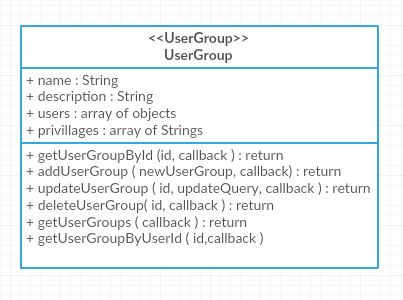 <<UserGroup>>
UserGroup
+ name : String
+ description : String
+ users : array of objects
+ privillages : array of Strings
+ getUserGroupById (id, callback ) : return
+ addUserGroup ( newUserGroup, callback) : return
+ updateUserGroup ( id, updateQuery, callback ) : return
+ deleteUserGroup( id, callback ) : return
+ getUserGroups ( callback ) : return
+ getUserGroupByUserId ( id,callback )